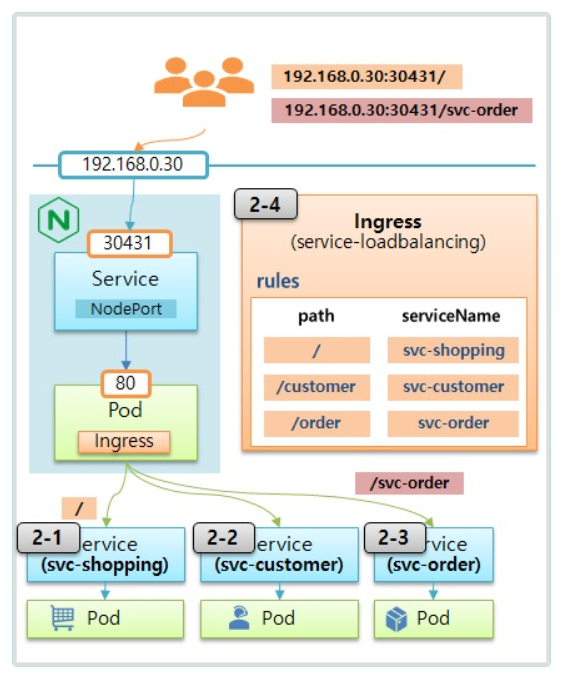 192.168.0.30:30431/
192.168.0.30:30431/svc-order
192.168.0.30
N
30431
Service
NodePort
80
Pod
Ingress
2-4
Ingress
(service-loadbalancing)
rules
path serviceName
/ svc-shopping
/customer svc-customer
/order svc-order
/
/svc-order
2-1
ervice
(svc-shopping)
2-2
ervice
(svc-customer)
2-3
rvice
(svc-order)
Pod
Pod
Pod